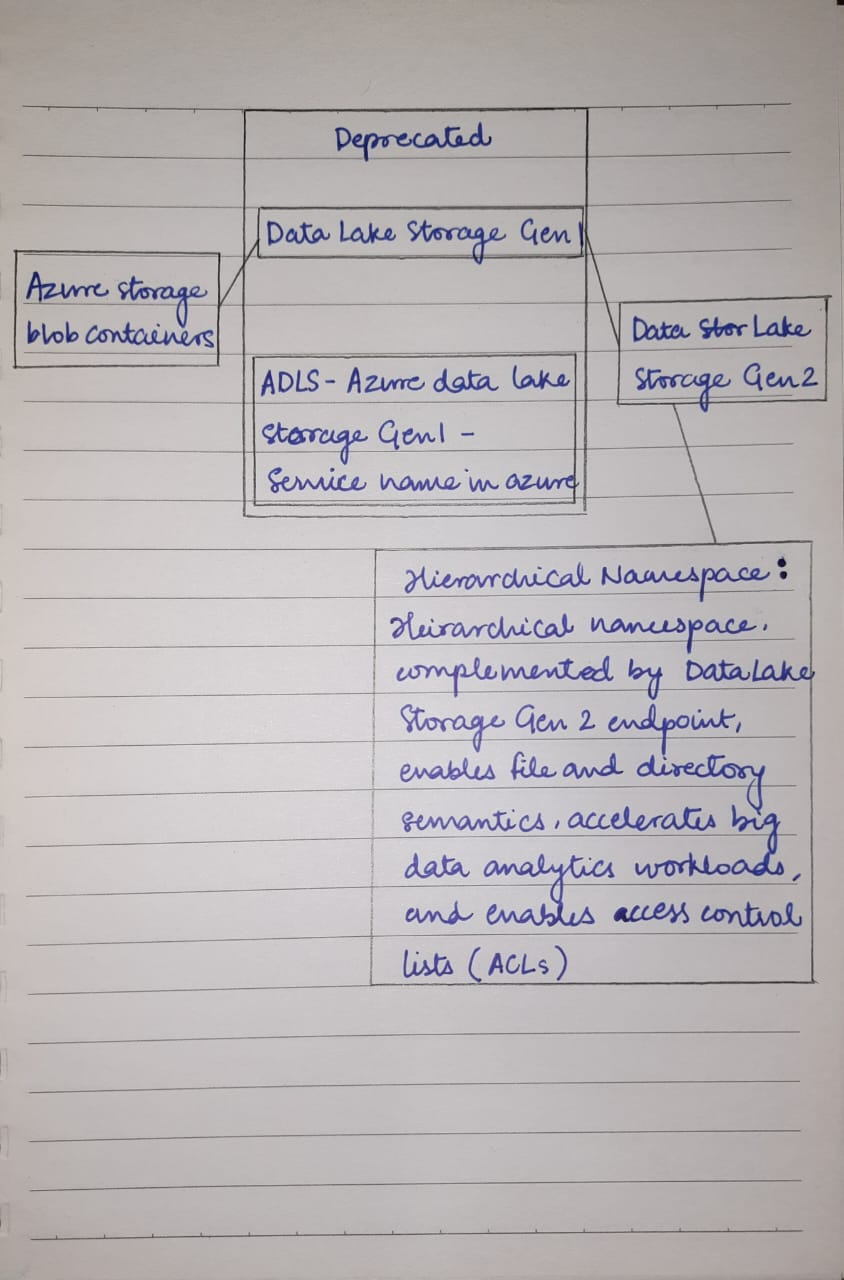 Deprecated
Data Lake Storage Gen1
Azure storage
blob containers
Data Stor Lake
Storage Gen2
ADLS - Azure data lake
Storage Gen1 -
Service name in azure
Hierarchical Namespace :
Heirarchical namespace,
complemented by Data Lake
Storage Gen 2 endpoint,
enables file and directory
semantics, accelerates big
data analytics workloads,
and enables access control
lists (ACLs)